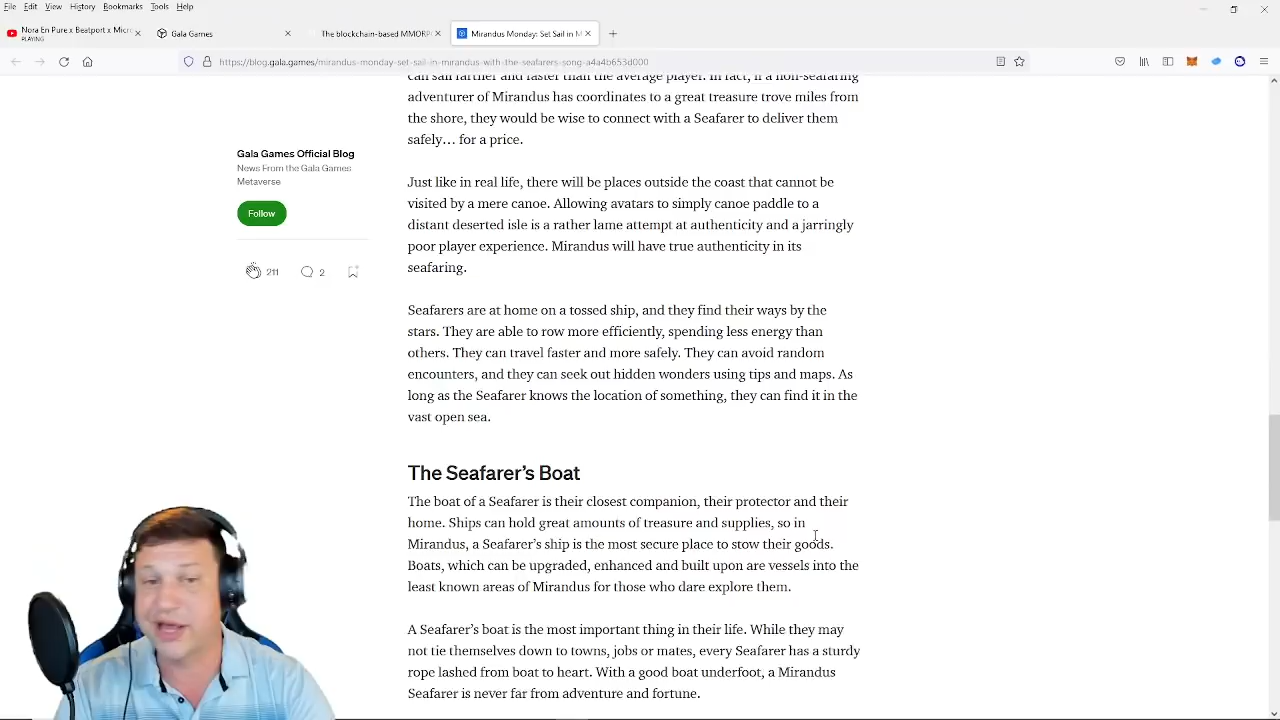 File Edit View History Bookmarks Tools Help
Nora En Pure x Beatport x Micro
PLAYING
Gala Games
The blockchain-based MMORPG
Mirandus Monday: Set Sail in M
https://blog.gala.games/mirandus-monday-set-sail-in-mirandus-with-the-seafarers-song-a4a4b653d000
can sail farther and faster than the average player. In fact, if a non-seafaring
adventurer of Mirandus has coordinates to a great treasure trove miles from
the shore, they would be wise to connect with a Seafarer to deliver them
safely… for a price.
Gala Games Official Blog
News From the Gala Games
Metaverse
Follow
211
2
Just like in real life, there will be places outside the coast that cannot be
visited by a mere canoe. Allowing avatars to simply canoe paddle to a
distant deserted isle is a rather lame attempt at authenticity and a jarringly
poor player experience. Mirandus will have true authenticity in its
seafaring.
Seafarers are at home on a tossed ship, and they find their ways by the
stars. They are able to row more efficiently, spending less energy than
others. They can travel faster and more safely. They can avoid random
encounters, and they can seek out hidden wonders using tips and maps. As
long as the Seafarer knows the location of something, they can find it in the
vast open sea.
The Seafarer's Boat
The boat of a Seafarer is their closest companion, their protector and their
home. Ships can hold great amounts of treasure and supplies, so in
Mirandus, a Seafarer's ship is the most secure place to stow their goods.
Boats, which can be upgraded, enhanced and built upon are vessels into the
least known areas of Mirandus for those who dare explore them.
A Seafarer's boat is the most important thing in their life. While they may
not tie themselves down to towns, jobs or mates, every Seafarer has a sturdy
rope lashed from boat to heart. With a good boat underfoot, a Mirandus
Seafarer is never far from adventure and fortune.